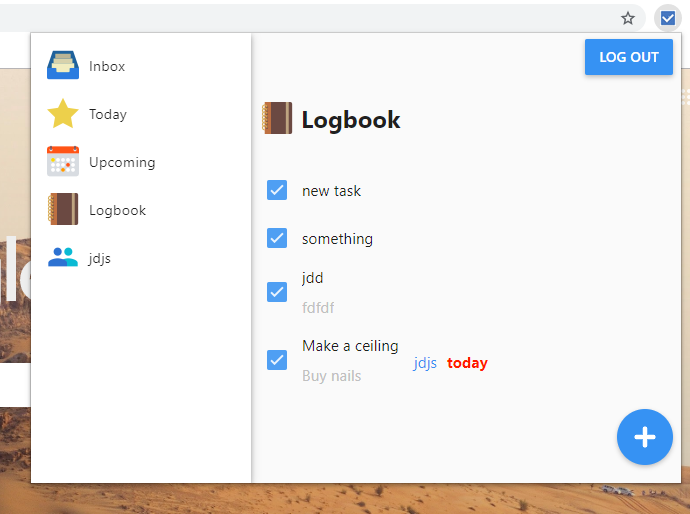 Inbox
Today
Upcoming
Logbook
jdjs
LOG OUT
Logbook
new task
something
jdd
fdfdf
Make a ceiling
Buy nails
jdjs today